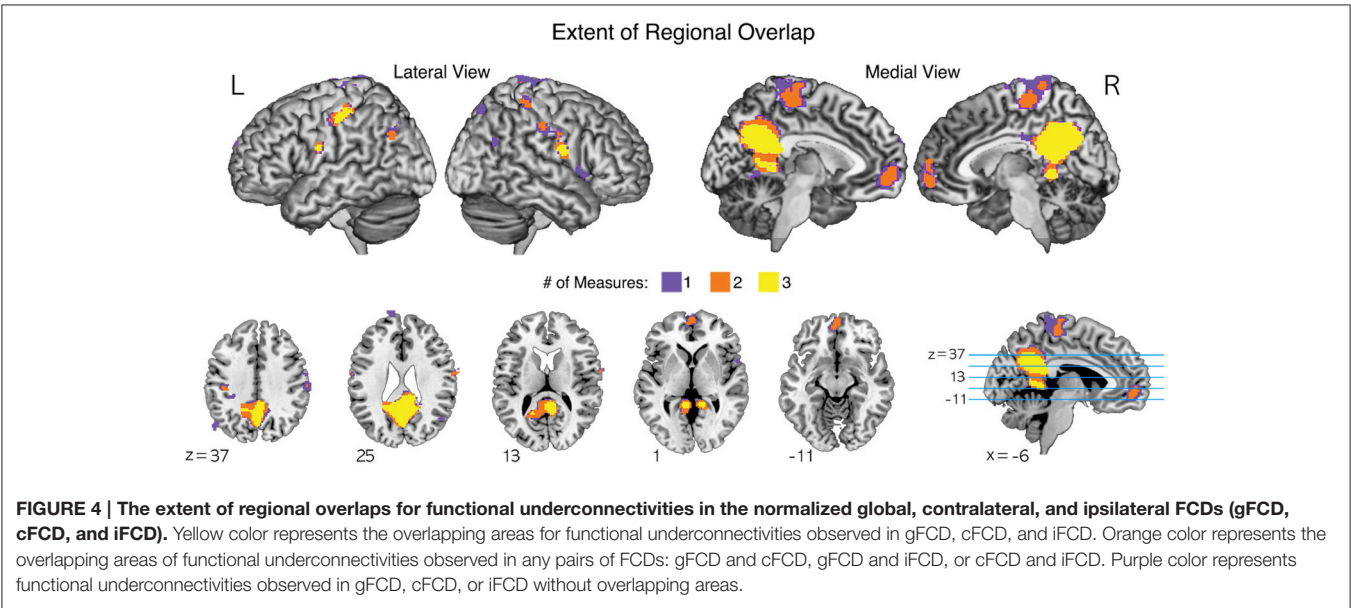 Extent of Regional Overlap
L
Lateral View
Medial View
R
# of Measures: 1 2 3
z = 37
13
-11
z = 37
25
13
1
-11
x = -6
FIGURE 4 | The extent of regional overlaps for functional underconnectivities in the normalized global, contralateral, and ipsilateral FCDs (gFCD,
cFCD, and iFCD). Yellow color represents the overlapping areas for functional underconnectivities observed in gFCD, cFCD, and iFCD. Orange color represents the
overlapping areas of functional underconnectivities observed in any pairs of FCDs: gFCD and cFCD, gFCD and iFCD, or cFCD and iFCD. Purple color represents
functional underconnectivities observed in gFCD, cFCD, or iFCD without overlapping areas.